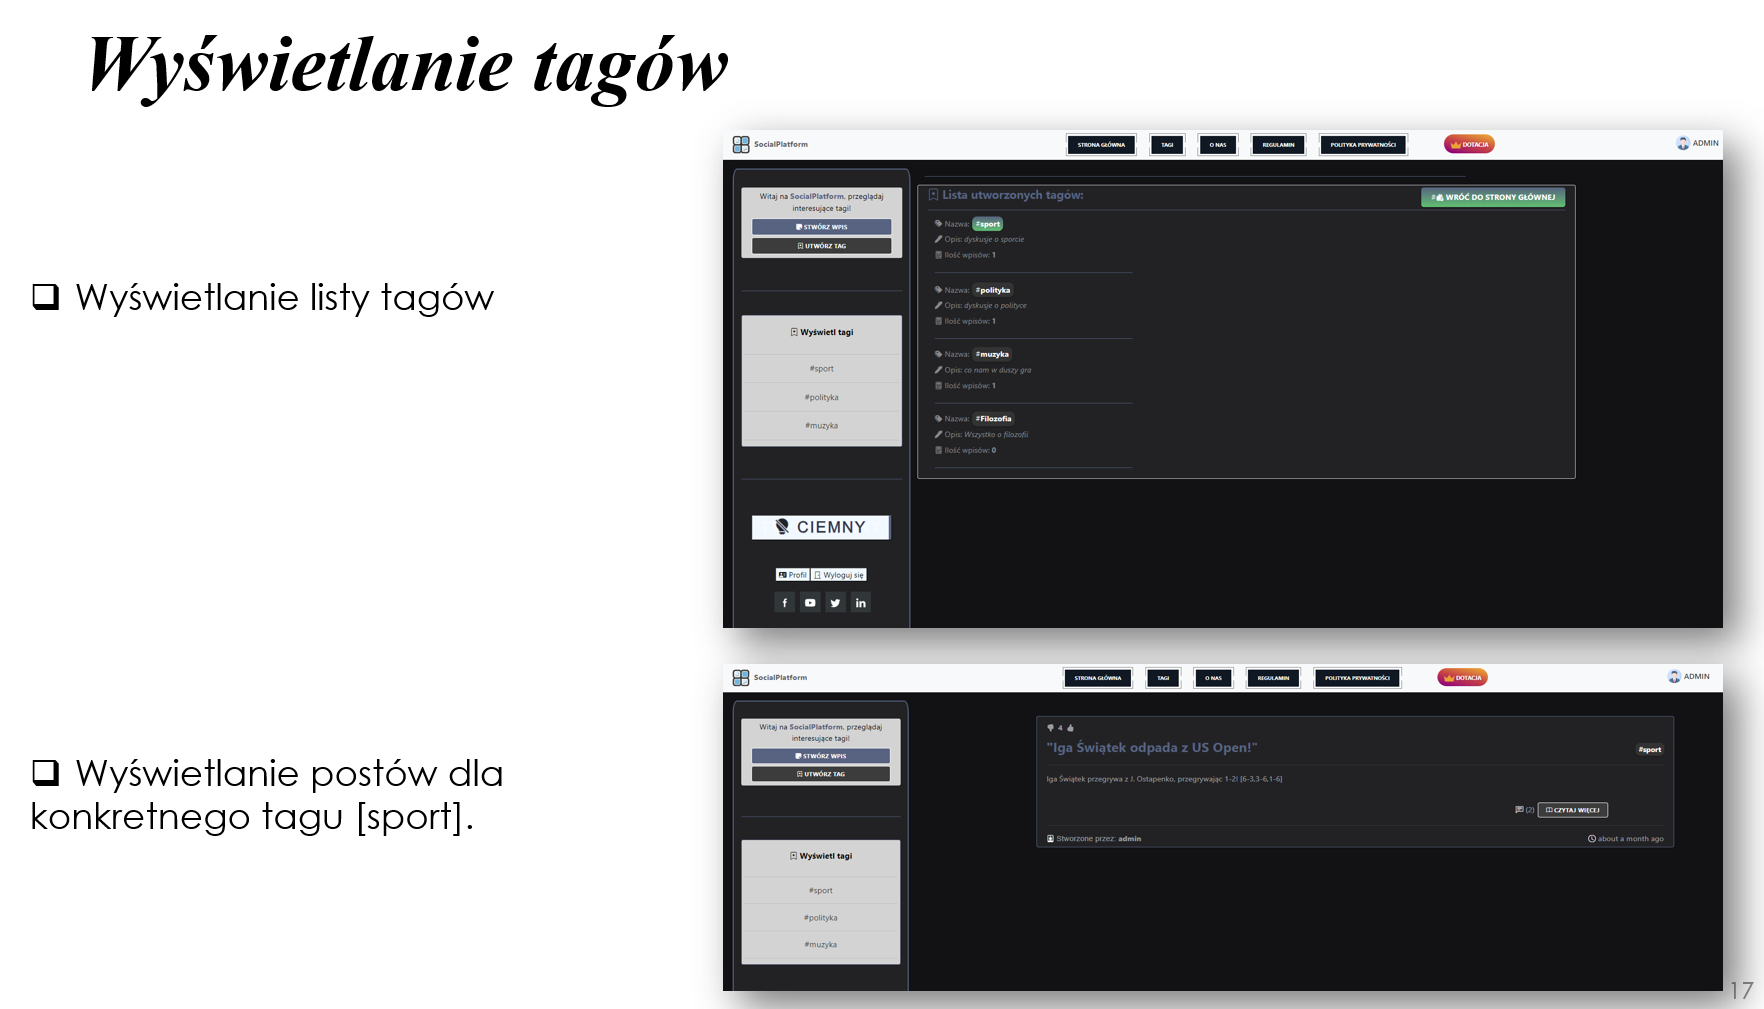 Wyświetlanie tagów
Wyświetlanie listy tagów
SocialPlatform
STRONA GŁÓWNA
TAGI
O NAS
REGULAMIN
POLITYKA PRYWATNOŚCI
DOTACJA
ADMIN
Witaj na SocialPlatform, przeglądaj
interesujące tagi!
STWÓRZ WPIS
UTWÓRZ TAG
Wyświetl tagi
#sport
#polityka
#muzyka
CIEMNY
Profil
Wyloguj się
Lista utworzonych tagów:
# WRÓĆ DO STRONY GŁÓWNEJ
Nazwa: #sport
Opis: dyskusje o sporcie
Ilość wpisów: 1
Nazwa: #polityka
Opis: dyskusje o polityce
Ilość wpisów: 1
Nazwa: #muzyka
Opis: co nam w duszy gra
Ilość wpisów: 1
Nazwa: #Filozofia
Opis: Wszystko o filozofii
Ilość wpisów: 0
Wyświetlanie postów dla
konkretnego tagu [sport].
SocialPlatform
STRONA GŁÓWNA
TAGI
O NAS
REGULAMIN
POLITYKA PRYWATNOŚCI
DOTACJA
ADMIN
Witaj na SocialPlatform, przeglądaj
interesujące tagi!
STWÓRZ WPIS
UTWÓRZ TAG
Wyświetl tagi
#sport
#polityka
#muzyka
4
"Iga Świątek odpada z US Open!"
#sport
Iga Świątek przegrywa z J. Ostapenko, przegrywając 1-2! [6-3,3-6,1-6]
(2)
CZYTAJ WIĘCEJ
Stworzone przez: admin
about a month ago
17